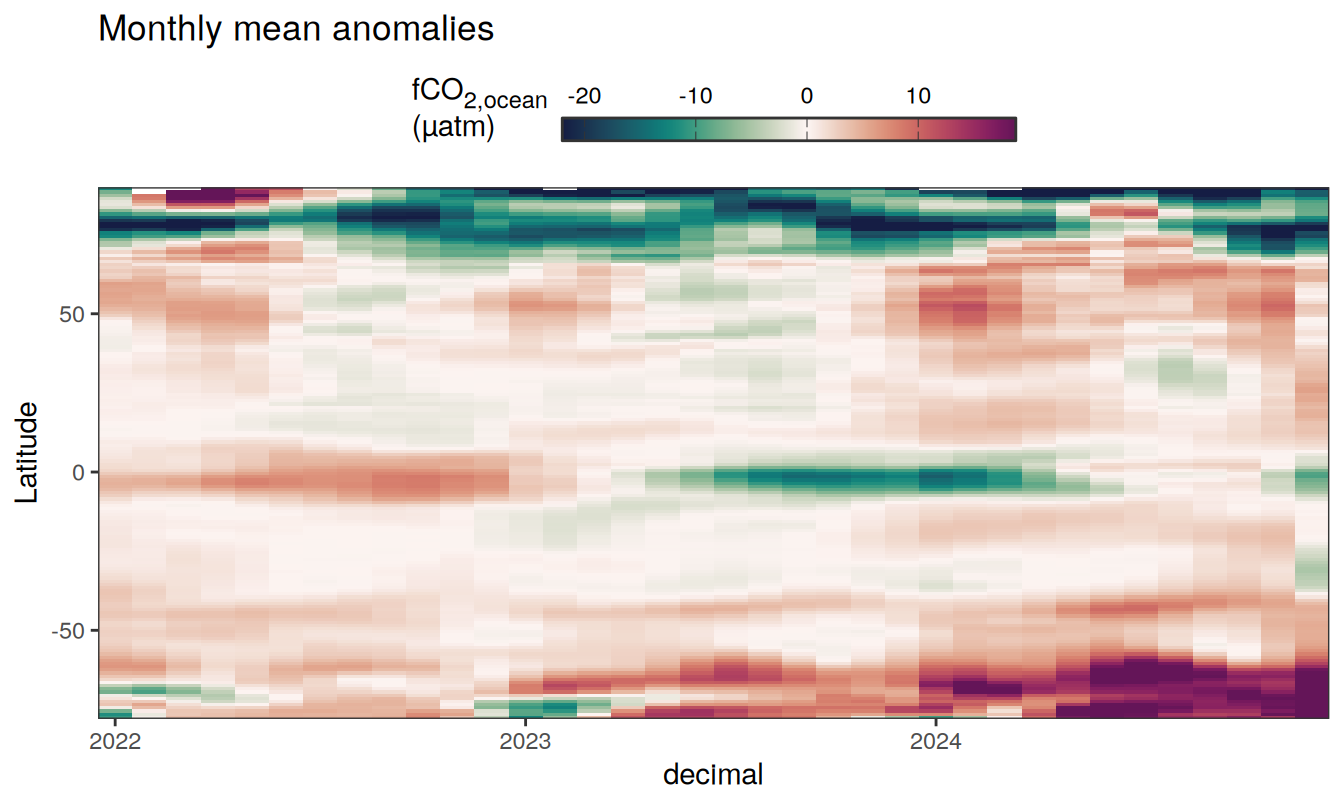 Monthly mean anomalies
fCO2,ocean
(µatm)
-20 -10 0 10
Latitude
50
0
-50
2022 2023 2024
decimal